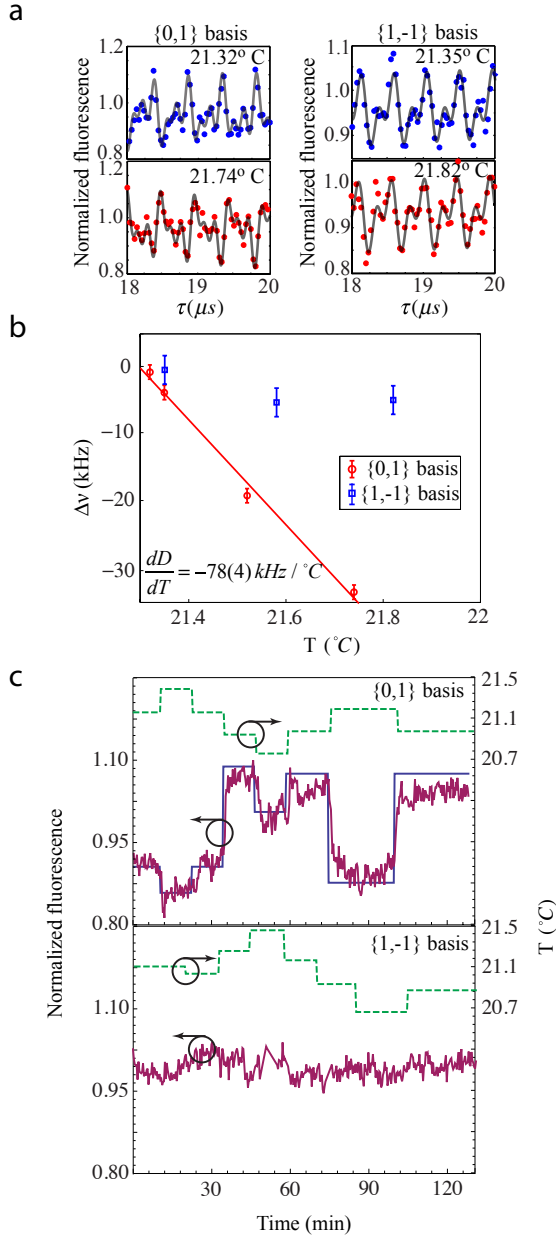 a
{0,1} basis
{1,-1} basis
Normalized fluorescence
1.2
1.0
0.8
1.2
1.0
0.8
21.32° C
21.74° C
18
19
20
τ(μs)
Normalized fluorescence
1.1
1.0
0.9
1.0
0.9
0.8
21.35° C
21.82° C
18
19
20
τ(μs)
b
Δν (kHz)
0
−10
−20
−30
{0,1} basis
{1,-1} basis
dD/dT = −78(4) kHz / °C
21.4
21.6
21.8
22
T (°C)
c
{0,1} basis
Normalized fluorescence
1.10
0.95
0.80
21.5
21.1
20.7
T (°C)
{1,-1} basis
1.10
0.95
0.80
21.5
21.1
20.7
30
60
90
120
Time (min)